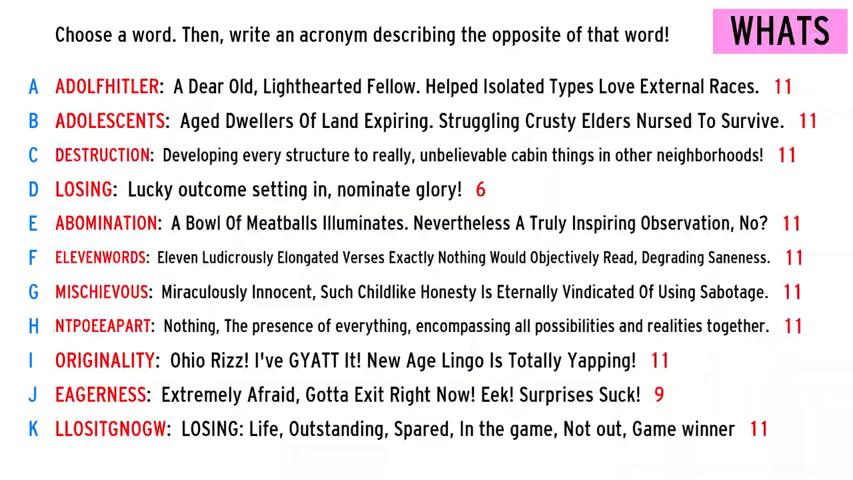 Choose a word. Then, write an acronym describing the opposite of that word!
WHATS
A ADOLFHITLER: A Dear Old, Lighthearted Fellow. Helped Isolated Types Love External Races. 11
B ADOLESCENTS: Aged Dwellers Of Land Expiring. Struggling Crusty Elders Nursed To Survive. 11
C DESTRUCTION: Developing every structure to really, unbelievable cabin things in other neighborhoods! 11
D LOSING: Lucky outcome setting in, nominate glory! 6
E ABOMINATION: A Bowl Of Meatballs Illuminates. Nevertheless A Truly Inspiring Observation, No? 11
F ELEVENWORDS: Eleven Ludicrously Elongated Verses Exactly Nothing Would Objectively Read, Degrading Saneness. 11
G MISCHIEVOUS: Miraculously Innocent, Such Childlike Honesty Is Eternally Vindicated Of Using Sabotage. 11
H NTPOEEAPART: Nothing, The presence of everything, encompassing all possibilities and realities together. 11
I ORIGINALITY: Ohio Rizz! I've GYATT It! New Age Lingo Is Totally Yapping! 11
J EAGERNESS: Extremely Afraid, Gotta Exit Right Now! Eek! Surprises Suck! 9
K LLOSITGNOGW: LOSING: Life, Outstanding, Spared, In the game, Not out, Game winner 11